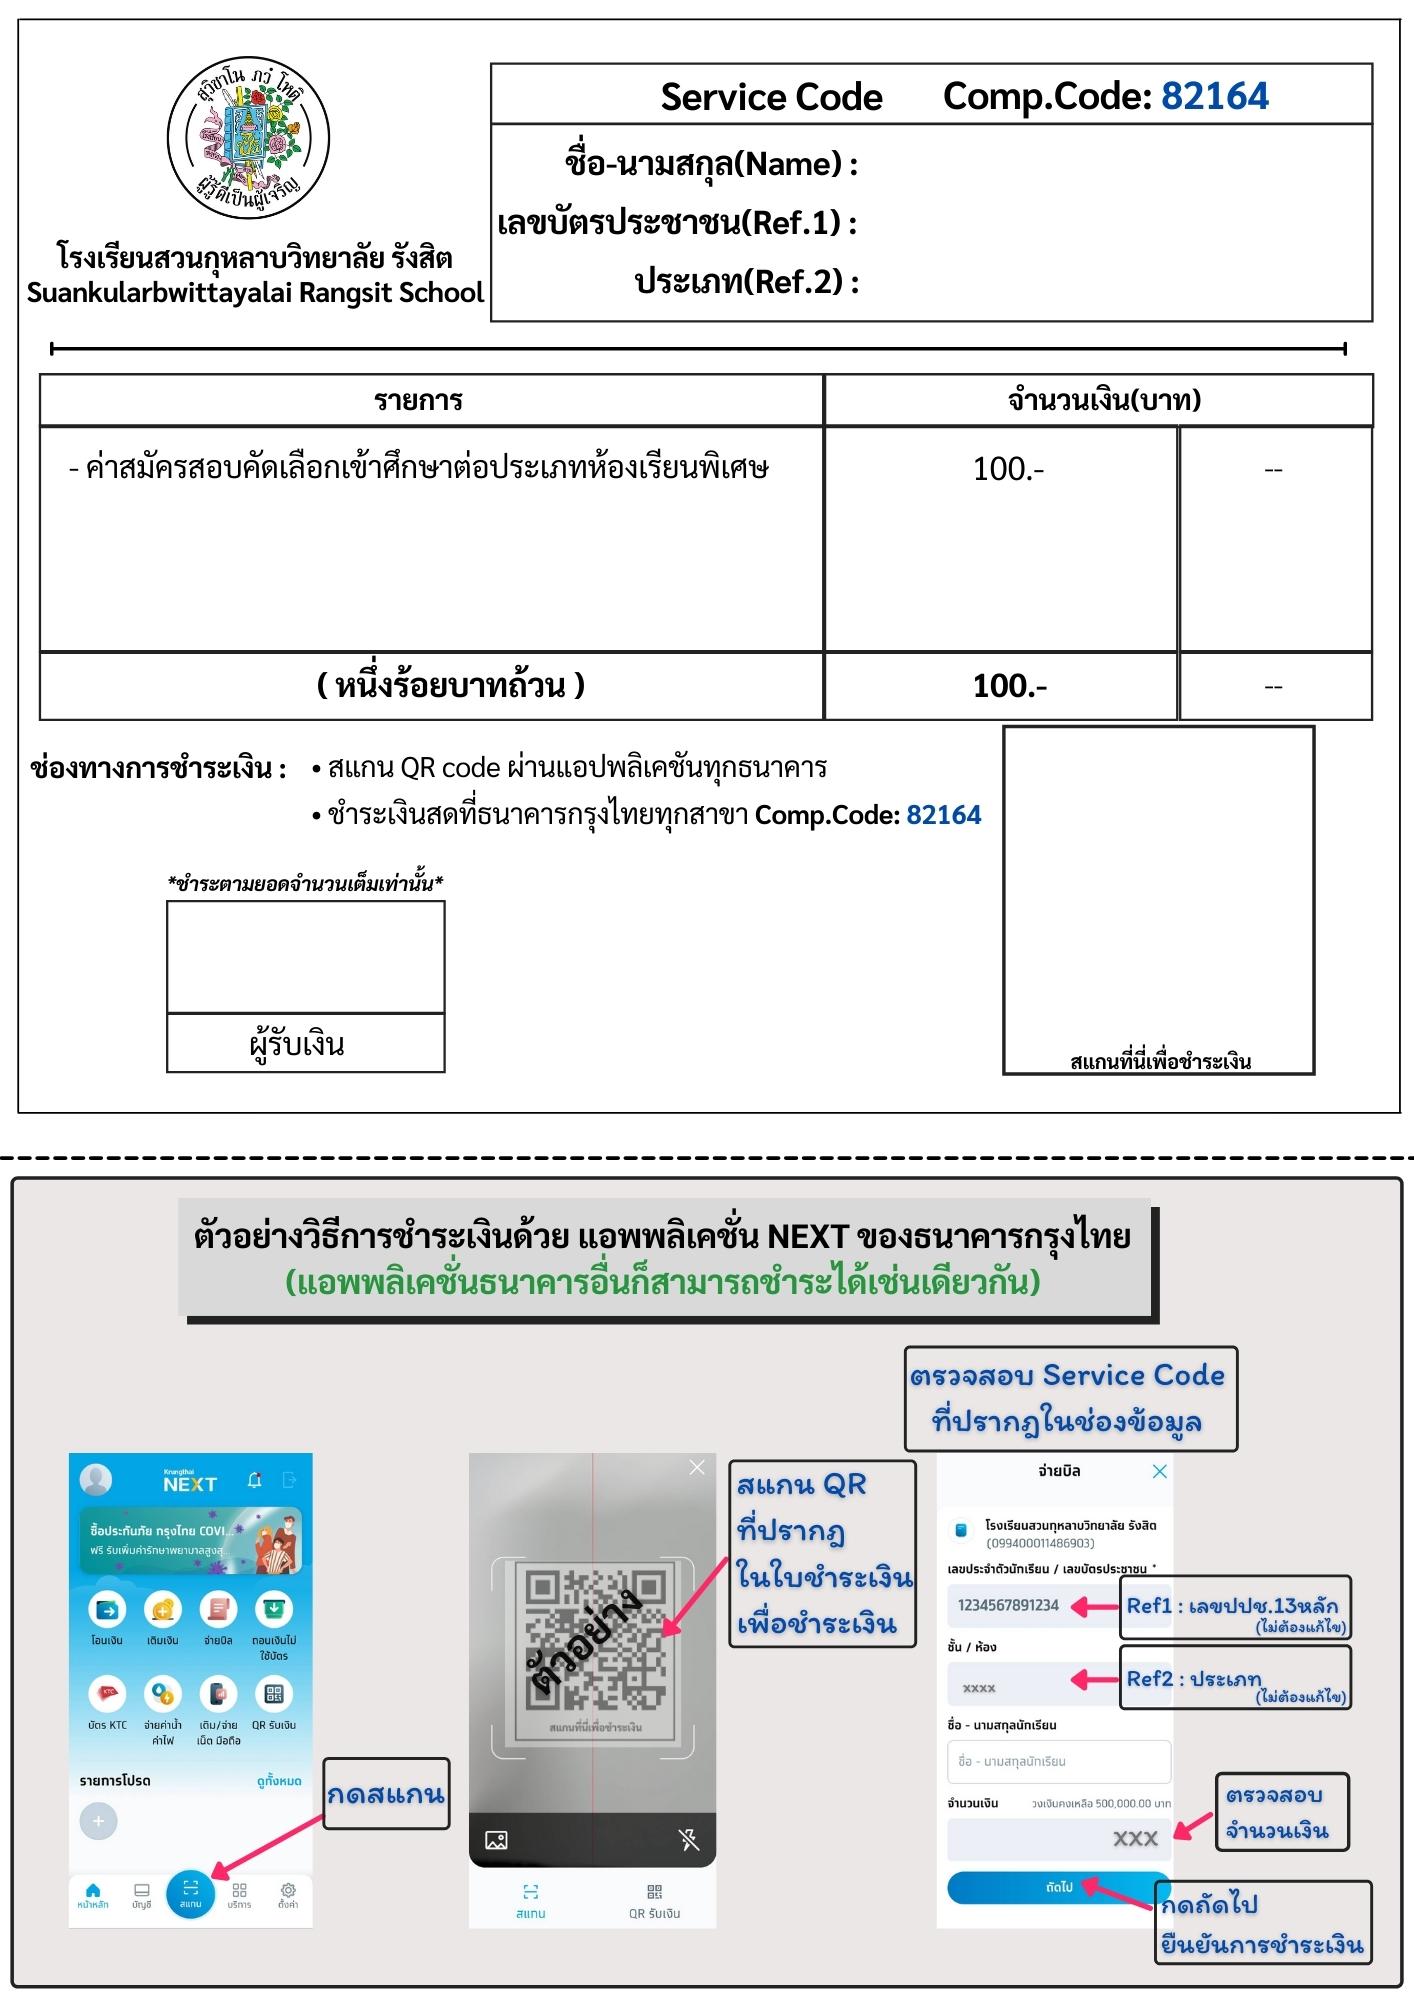 สุวิชาโน ภวํ โหติ
ผู้รู้ดีเป็นผู้เจริญ
โรงเรียนสวนกุหลาบวิทยาลัย รังสิต
Suankularbwittayalai Rangsit School
Service Code Comp.Code: 82164
ชื่อ-นามสกุล(Name) :
เลขบัตรประชาชน(Ref.1) :
ประเภท(Ref.2) :
รายการ จำนวนเงิน(บาท)
- ค่าสมัครสอบคัดเลือกเข้าศึกษาต่อประเภทห้องเรียนพิเศษ 100.- --
( หนึ่งร้อยบาทถ้วน ) 100.- --
ช่องทางการชำระเงิน : • สแกน QR code ผ่านแอปพลิเคชันทุกธนาคาร
• ชำระเงินสดที่ธนาคารกรุงไทยทุกสาขา Comp.Code: 82164
*ชำระตามยอดจำนวนเต็มเท่านั้น*
ผู้รับเงิน
สแกนที่นี่เพื่อชำระเงิน
ตัวอย่างวิธีการชำระเงินด้วย แอพพลิเคชั่น NEXT ของธนาคารกรุงไทย
(แอพพลิเคชั่นธนาคารอื่นก็สามารถชำระได้เช่นเดียวกัน)
Krungthai
NEXT
ซื้อประกันภัย กรุงไทย COVI...
ฟรี รับเพิ่มค่ารักษาพยาบาลสูงสุ...
โอนเงิน เติมเงิน จ่ายบิล ถอนเงินไม่
ใช้บัตร
KTC
บัตร KTC จ่ายค่าน้ำ เติม/จ่าย QR รับเงิน
ค่าไฟ เน็ต มือถือ
รายการโปรด ดูทั้งหมด
หน้าหลัก บัญชี สแกน บริการ ตั้งค่า
กดสแกน
ตัวอย่าง
สแกนที่นี่เพื่อชำระเงิน
สแกน QR รับเงิน
สแกน QR
ที่ปรากฎ
ในใบชำระเงิน
เพื่อชำระเงิน
ตรวจสอบ Service Code
ที่ปรากฎในช่องข้อมูล
จ่ายบิล
โรงเรียนสวนกุหลาบวิทยาลัย รังสิต
(099400011486903)
เลขประจำตัวนักเรียน / เลขบัตรประชาชน *
1234567891234
Ref1 : เลขปปช.13หลัก
(ไม่ต้องแก้ไข)
ชั้น / ห้อง
xxxx
Ref2 : ประเภท
(ไม่ต้องแก้ไข)
ชื่อ - นามสกุลนักเรียน
ชื่อ - นามสกุลนักเรียน
จำนวนเงิน วงเงินคงเหลือ 500,000.00 บาท
XXX
ตรวจสอบ
จำนวนเงิน
ถัดไป
กดถัดไป
ยืนยันการชำระเงิน